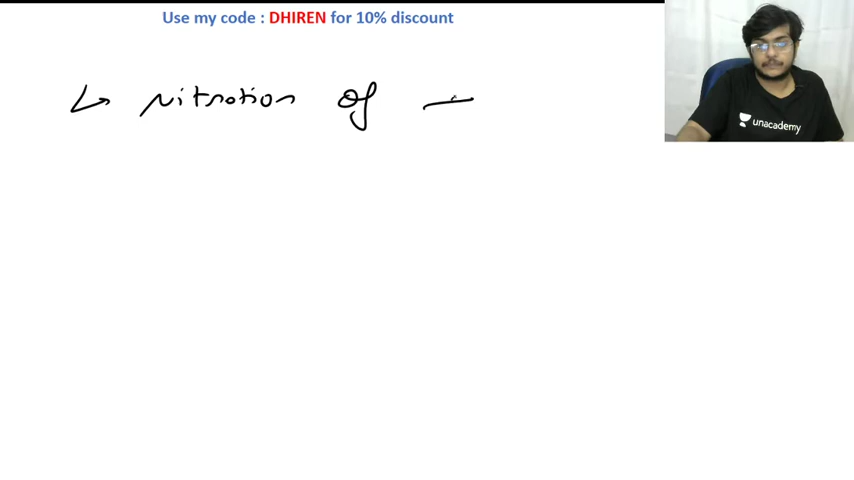 Use my code : DHIREN for 10% discount
↳ nitration of
unacademy